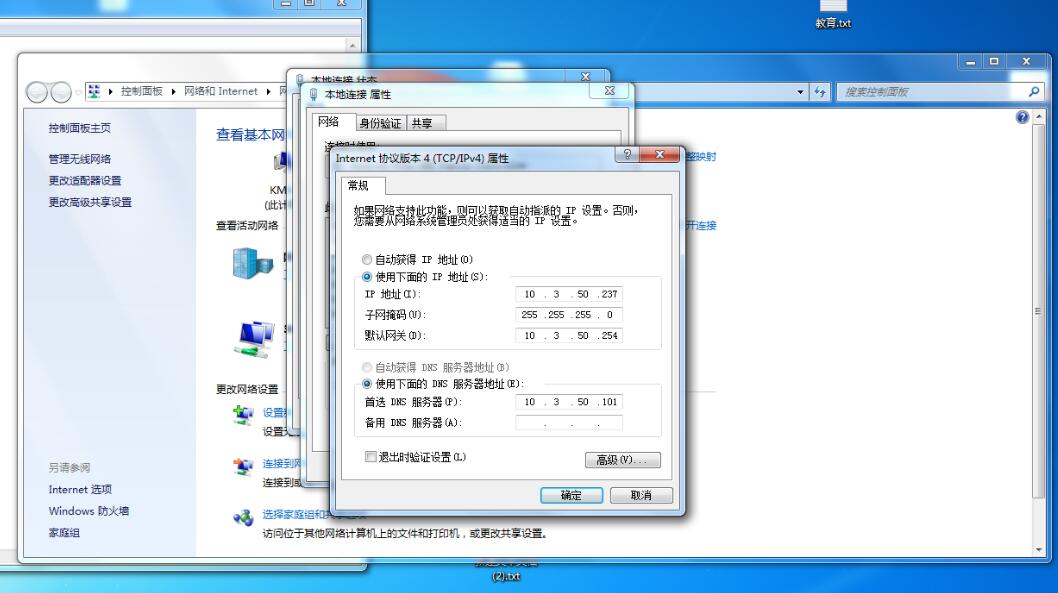 教育.txt
控制面板
网络和 Internet
搜索控制面板
本地连接 状态
本地连接 属性
网络
身份验证
共享
控制面板主页
管理无线网络
更改适配器设置
更改高级共享设置
查看基本网
(此计
查看活动网络
整映射
开连接
更改网络设置
连接到网
选择家庭组和共享选项
访问位于其他网络计算机上的文件和打印机，或更改共享设置。
另请参阅
Internet 选项
Windows 防火墙
家庭组
Internet 协议版本 4 (TCP/IPv4) 属性
常规
如果网络支持此功能，则可以获取自动指派的 IP 设置。否则，
您需要从网络系统管理员处获得适当的 IP 设置。
自动获得 IP 地址(O)
使用下面的 IP 地址(S):
IP 地址(I): 10 . 3 . 50 .237
子网掩码(U): 255 .255 .255 . 0
默认网关(D): 10 . 3 . 50 .254
自动获得 DNS 服务器地址(B)
使用下面的 DNS 服务器地址(E):
首选 DNS 服务器(P): 10 . 3 . 50 .101
备用 DNS 服务器(A): . . .
退出时验证设置(L)
高级(V)...
确定
取消
(2).txt